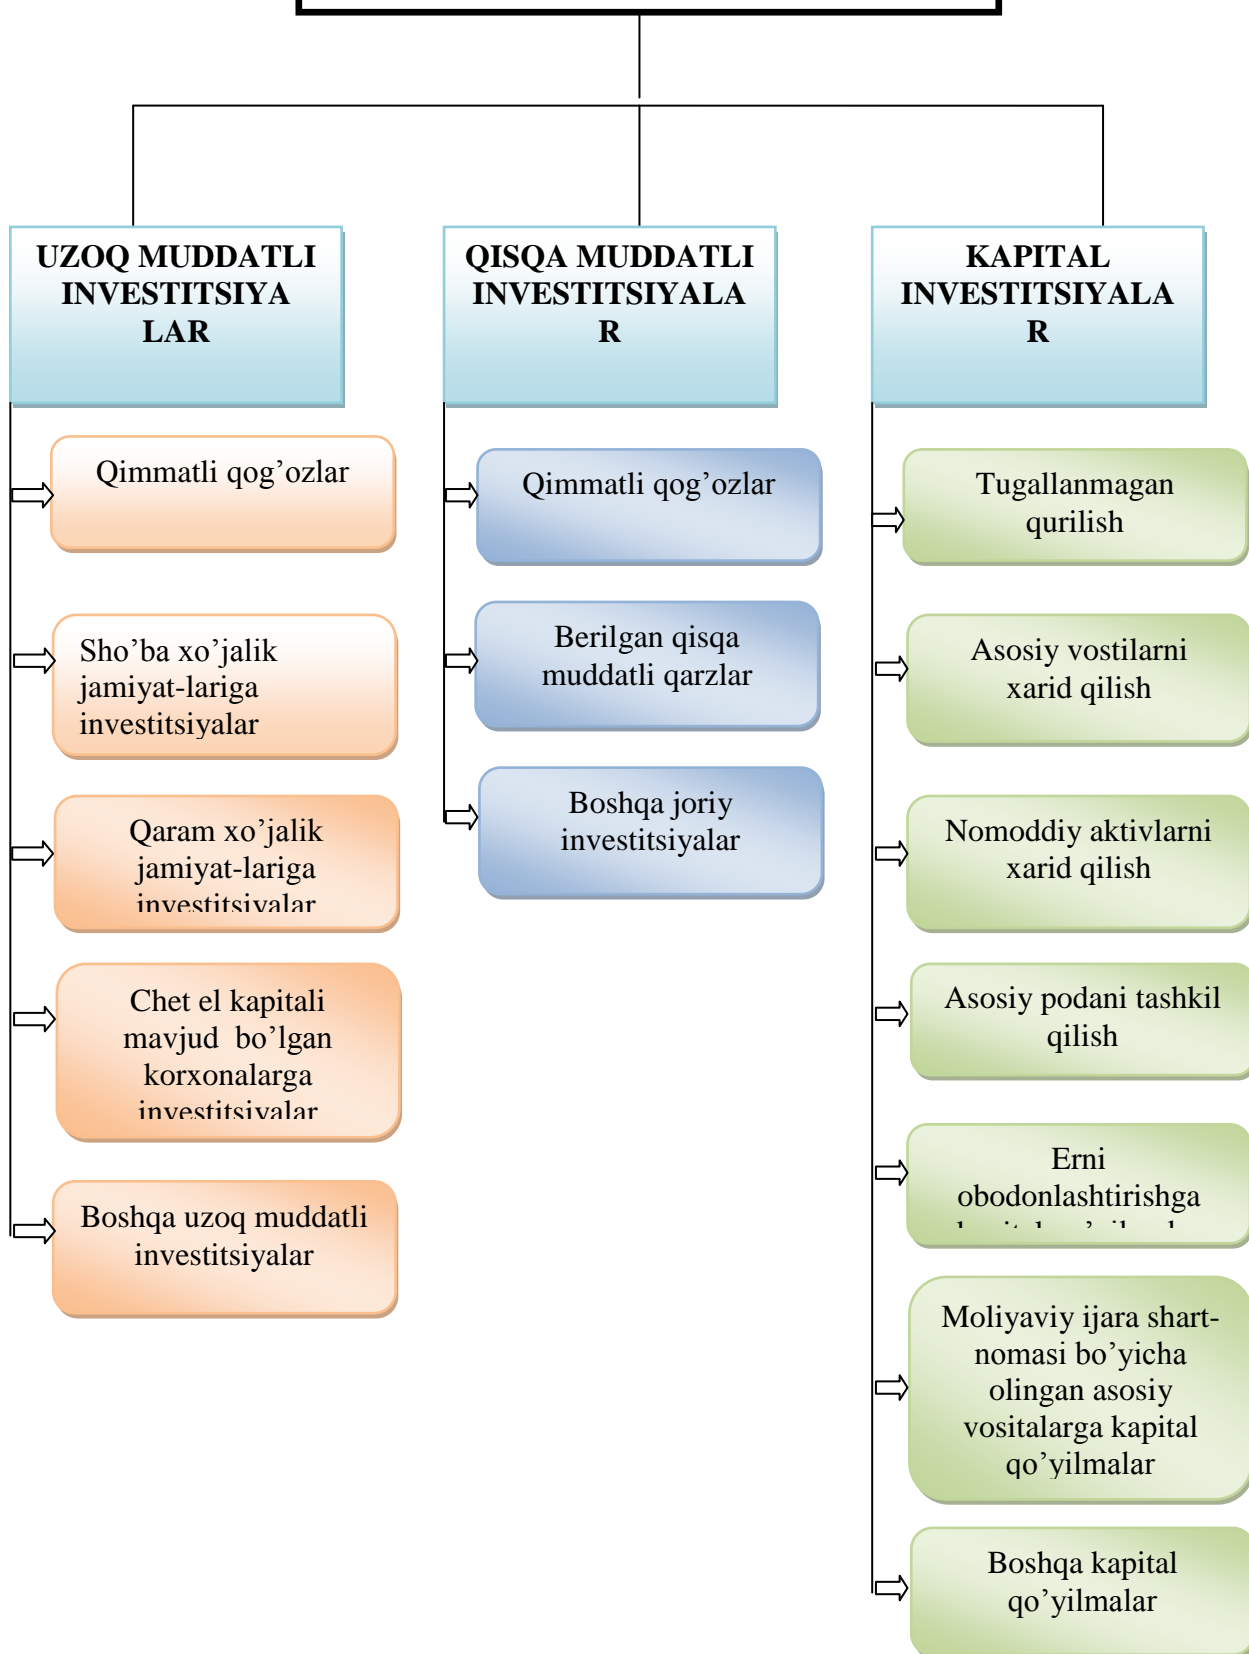 UZOQ MUDDATLI
INVESTITSIYA
LAR
Qimmatli qog’ozlar
Sho’ba xo’jalik
jamiyat-lariga
investitsiyalar
Qaram xo’jalik
jamiyat-lariga
investitsiyalar
Chet el kapitali
mavjud bo’lgan
korxonalarga
investitsiyalar
Boshqa uzoq muddatli
investitsiyalar
QISQA MUDDATLI
INVESTITSIYALA
R
Qimmatli qog’ozlar
Berilgan qisqa
muddatli qarzlar
Boshqa joriy
investitsiyalar
KAPITAL
INVESTITSIYALA
R
Tugallanmagan
qurilish
Asosiy vostilarni
xarid qilish
Nomoddiy aktivlarni
xarid qilish
Asosiy podani tashkil
qilish
Erni
obodonlashtirishga
Moliyaviy ijara shart-
nomasi bo’yicha
olingan asosiy
vositalarga kapital
qo’yilmalar
Boshqa kapital
qo’yilmalar